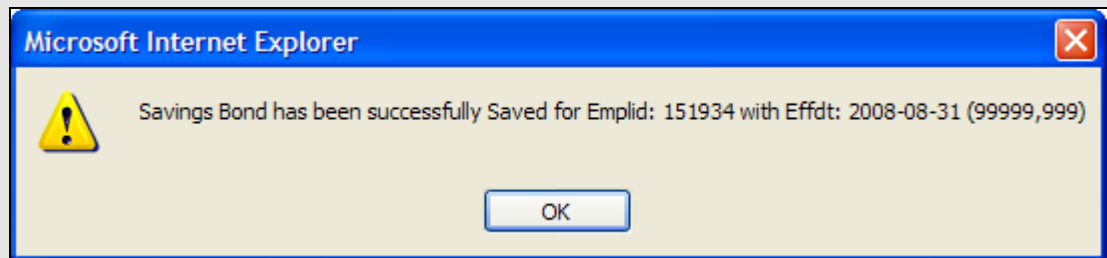 Microsoft Internet Explorer
Savings Bond has been successfully Saved for Emplid: 151934 with Effdt: 2008-08-31 (99999,999)
OK